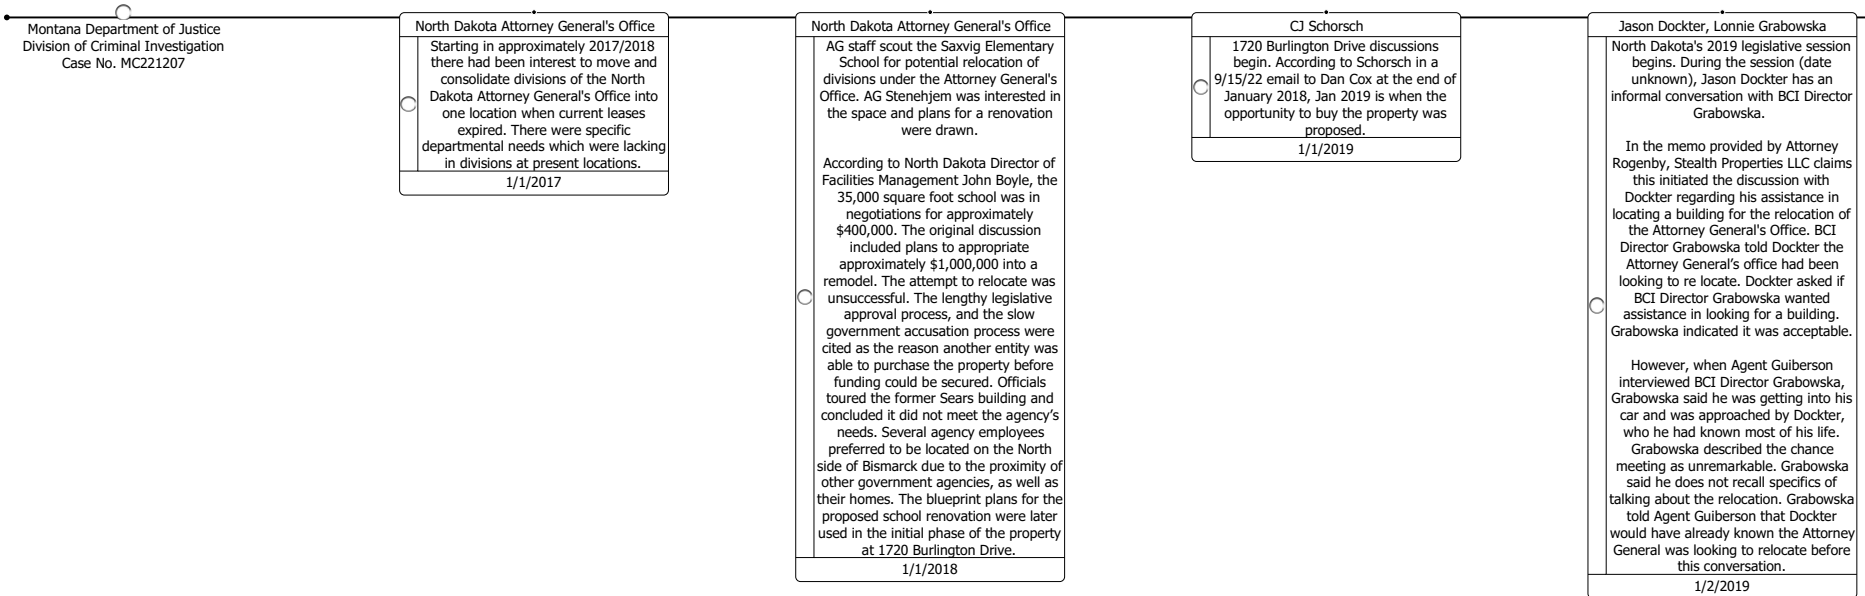 Montana Department of Justice
Division of Criminal Investigation
Case No. MC221207
North Dakota Attorney General's Office
Starting in approximately 2017/2018
there had been interest to move and
consolidate divisions of the North
Dakota Attorney General's Office into
one location when current leases
expired. There were specific
departmental needs which were lacking
in divisions at present locations.
1/1/2017
North Dakota Attorney General's Office
AG staff scout the Saxvig Elementary
School for potential relocation of
divisions under the Attorney General's
Office. AG Stenehjem was interested in
the space and plans for a renovation
were drawn.
According to North Dakota Director of
Facilities Management John Boyle, the
35,000 square foot school was in
negotiations for approximately
$400,000. The original discussion
included plans to appropriate
approximately $1,000,000 into a
remodel. The attempt to relocate was
unsuccessful. The lengthy legislative
approval process, and the slow
government accusation process were
cited as the reason another entity was
able to purchase the property before
funding could be secured. Officials
toured the former Sears building and
concluded it did not meet the agency’s
needs. Several agency employees
preferred to be located on the North
side of Bismarck due to the proximity of
other government agencies, as well as
their homes. The blueprint plans for the
proposed school renovation were later
used in the initial phase of the property
at 1720 Burlington Drive.
1/1/2018
CJ Schorsch
1720 Burlington Drive discussions
begin. According to Schorsch in a
9/15/22 email to Dan Cox at the end of
January 2018, Jan 2019 is when the
opportunity to buy the property was
proposed.
1/1/2019
Jason Dockter, Lonnie Grabowska
North Dakota's 2019 legislative session
begins. During the session (date
unknown), Jason Dockter has an
informal conversation with BCI Director
Grabowska.
In the memo provided by Attorney
Rogenby, Stealth Properties LLC claims
this initiated the discussion with
Dockter regarding his assistance in
locating a building for the relocation of
the Attorney General's Office. BCI
Director Grabowska told Dockter the
Attorney General’s office had been
looking to re locate. Dockter asked if
BCI Director Grabowska wanted
assistance in looking for a building.
Grabowska indicated it was acceptable.
However, when Agent Guiberson
interviewed BCI Director Grabowska,
Grabowska said he was getting into his
car and was approached by Dockter,
who he had known most of his life.
Grabowska described the chance
meeting as unremarkable. Grabowska
said he does not recall specifics of
talking about the relocation. Grabowska
told Agent Guiberson that Dockter
would have already known the Attorney
General was looking to relocate before
this conversation.
1/2/2019